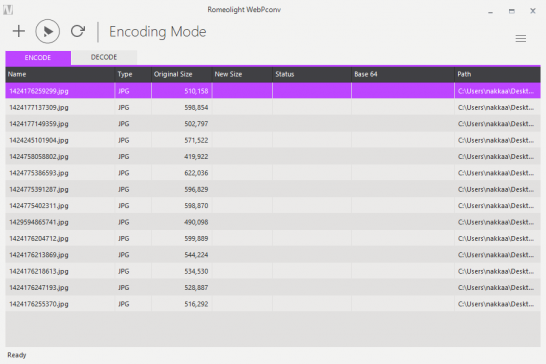 Romeolight WebPconv
Encoding Mode
ENCODE DECODE
Name Type Original Size New Size Status Base 64 Path
1424176259299.jpg JPG 510,158 C:\Users\nakkaa\Deskt...
1424177137309.jpg JPG 598,854 C:\Users\nakkaa\Deskt...
1424177149359.jpg JPG 502,797 C:\Users\nakkaa\Deskt...
1424245101904.jpg JPG 571,522 C:\Users\nakkaa\Deskt...
1424758058802.jpg JPG 419,922 C:\Users\nakkaa\Deskt...
1424775386593.jpg JPG 622,036 C:\Users\nakkaa\Deskt...
1424775391287.jpg JPG 596,829 C:\Users\nakkaa\Deskt...
1424775402311.jpg JPG 598,870 C:\Users\nakkaa\Deskt...
1429594865741.jpg JPG 490,098 C:\Users\nakkaa\Deskt...
1424176204712.jpg JPG 599,889 C:\Users\nakkaa\Deskt...
1424176213869.jpg JPG 544,224 C:\Users\nakkaa\Deskt...
1424176218613.jpg JPG 534,530 C:\Users\nakkaa\Deskt...
1424176247193.jpg JPG 528,887 C:\Users\nakkaa\Deskt...
1424176255370.jpg JPG 516,292 C:\Users\nakkaa\Deskt...
Ready